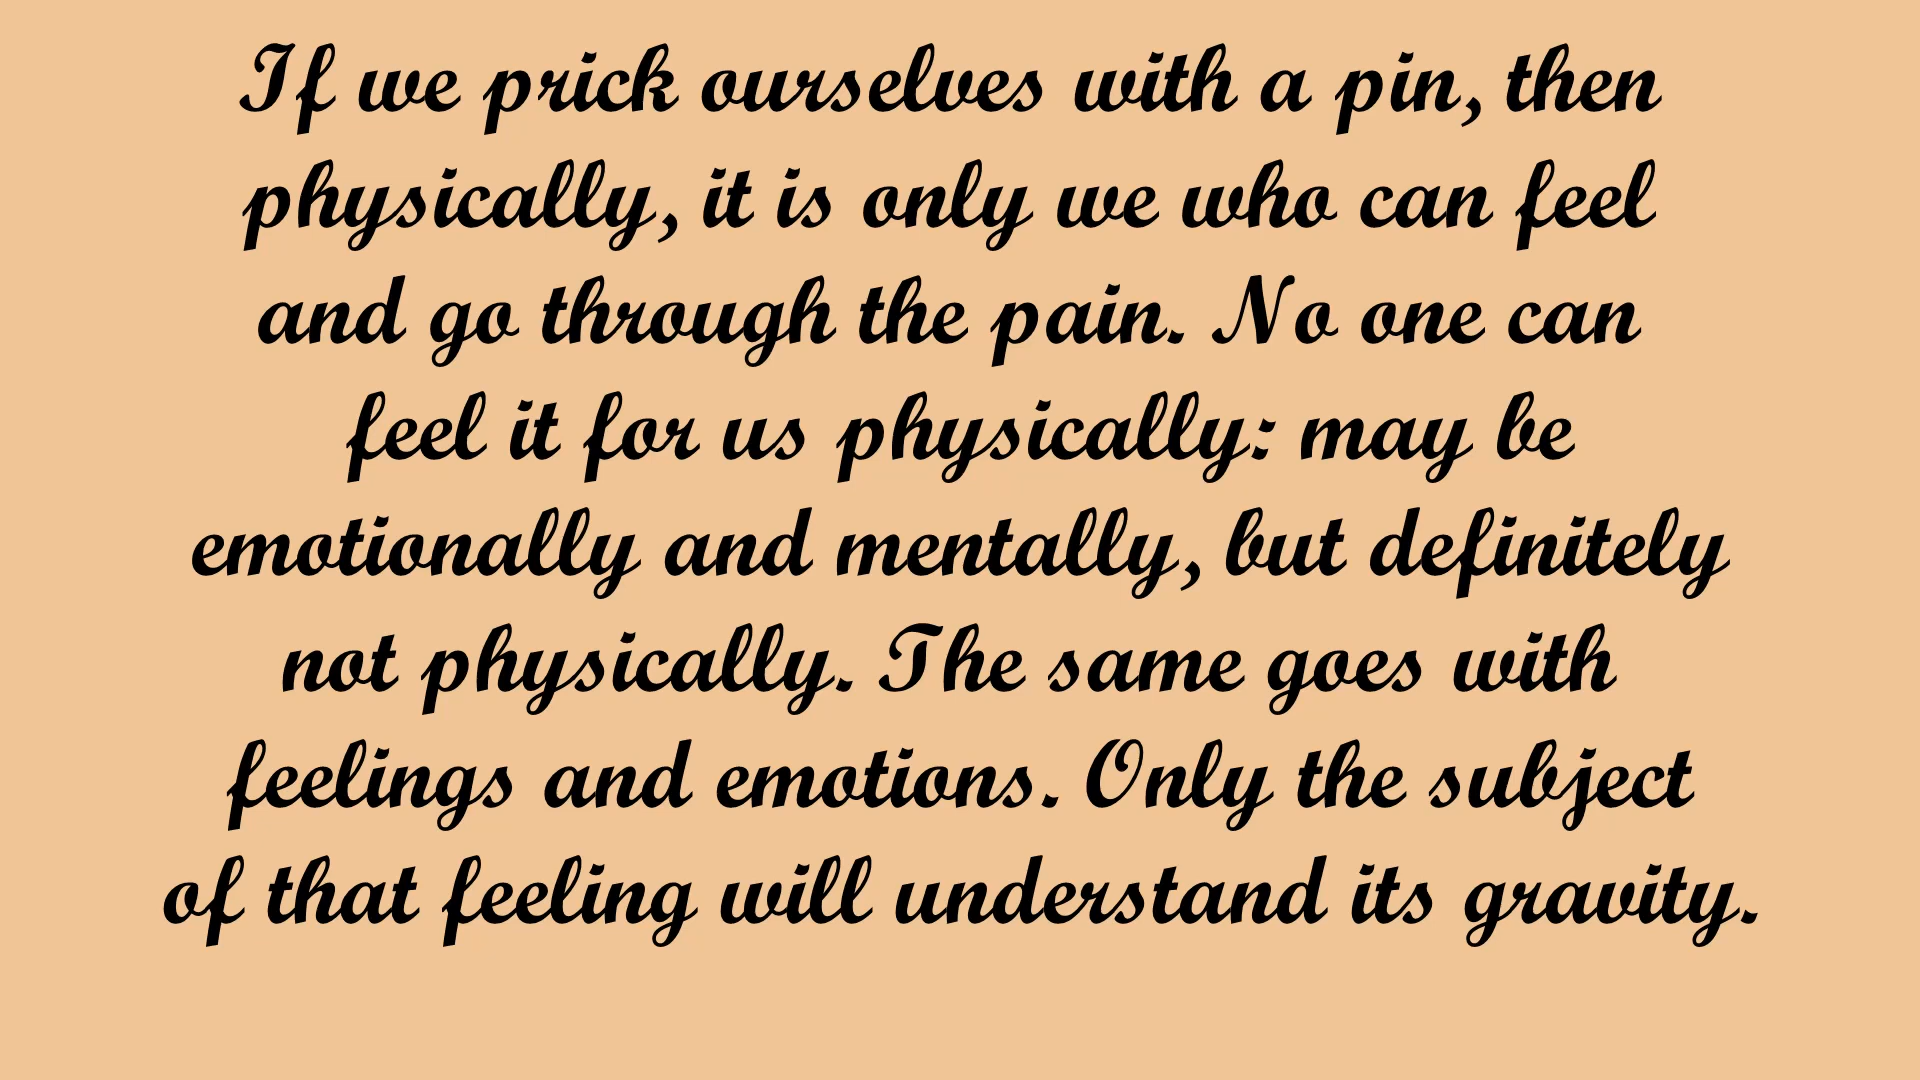 If we prick ourselves with a pin, then
physically, it is only we who can feel
and go through the pain. No one can
feel it for us physically: may be
emotionally and mentally, but definitely
not physically. The same goes with
feelings and emotions. Only the subject
of that feeling will understand its gravity.